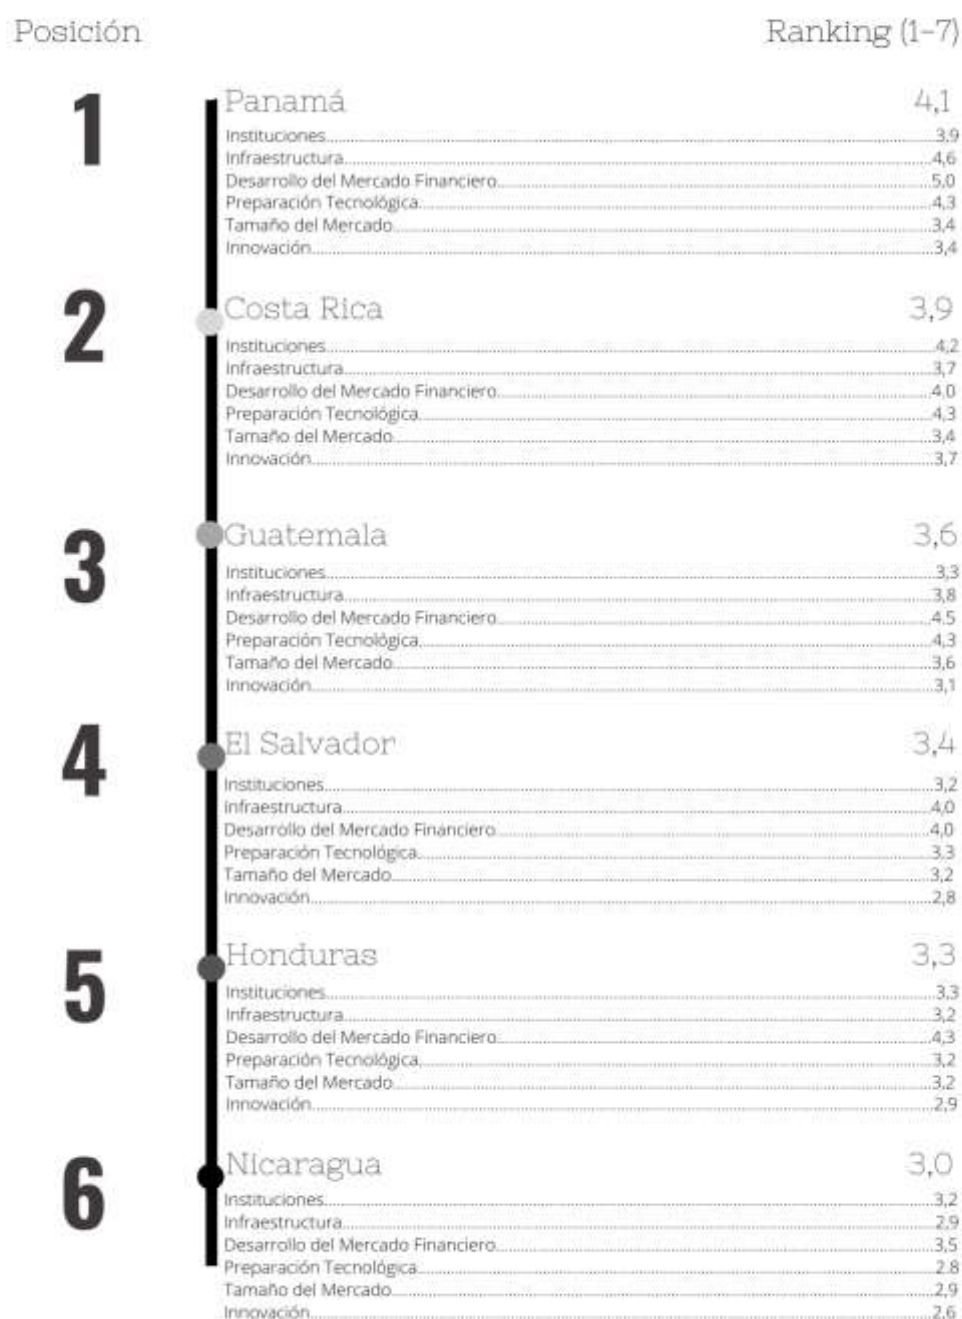 Posición Ranking (1-7)
1 Panamá 4,1
Instituciones 3,9
Infraestructura 4,6
Desarrollo del Mercado Financiero 5,0
Preparación Tecnológica 4,3
Tamaño del Mercado 3,4
Innovación 3,4
2 Costa Rica 3,9
Instituciones 4,2
Infraestructura 3,7
Desarrollo del Mercado Financiero 4,0
Preparación Tecnológica 4,3
Tamaño del Mercado 3,4
Innovación 3,7
3 Guatemala 3,6
Instituciones 3,3
Infraestructura 3,8
Desarrollo del Mercado Financiero 4,5
Preparación Tecnológica 4,3
Tamaño del Mercado 3,6
Innovación 3,1
4 El Salvador 3,4
Instituciones 3,2
Infraestructura 4,0
Desarrollo del Mercado Financiero 4,0
Preparación Tecnológica 3,3
Tamaño del Mercado 3,2
Innovación 2,8
5 Honduras 3,3
Instituciones 3,3
Infraestructura 3,2
Desarrollo del Mercado Financiero 4,3
Preparación Tecnológica 3,2
Tamaño del Mercado 3,2
Innovación 2,9
6 Nicaragua 3,0
Instituciones 3,2
Infraestructura 2,9
Desarrollo del Mercado Financiero 3,5
Preparación Tecnológica 2,8
Tamaño del Mercado 2,9
Innovación 2,6